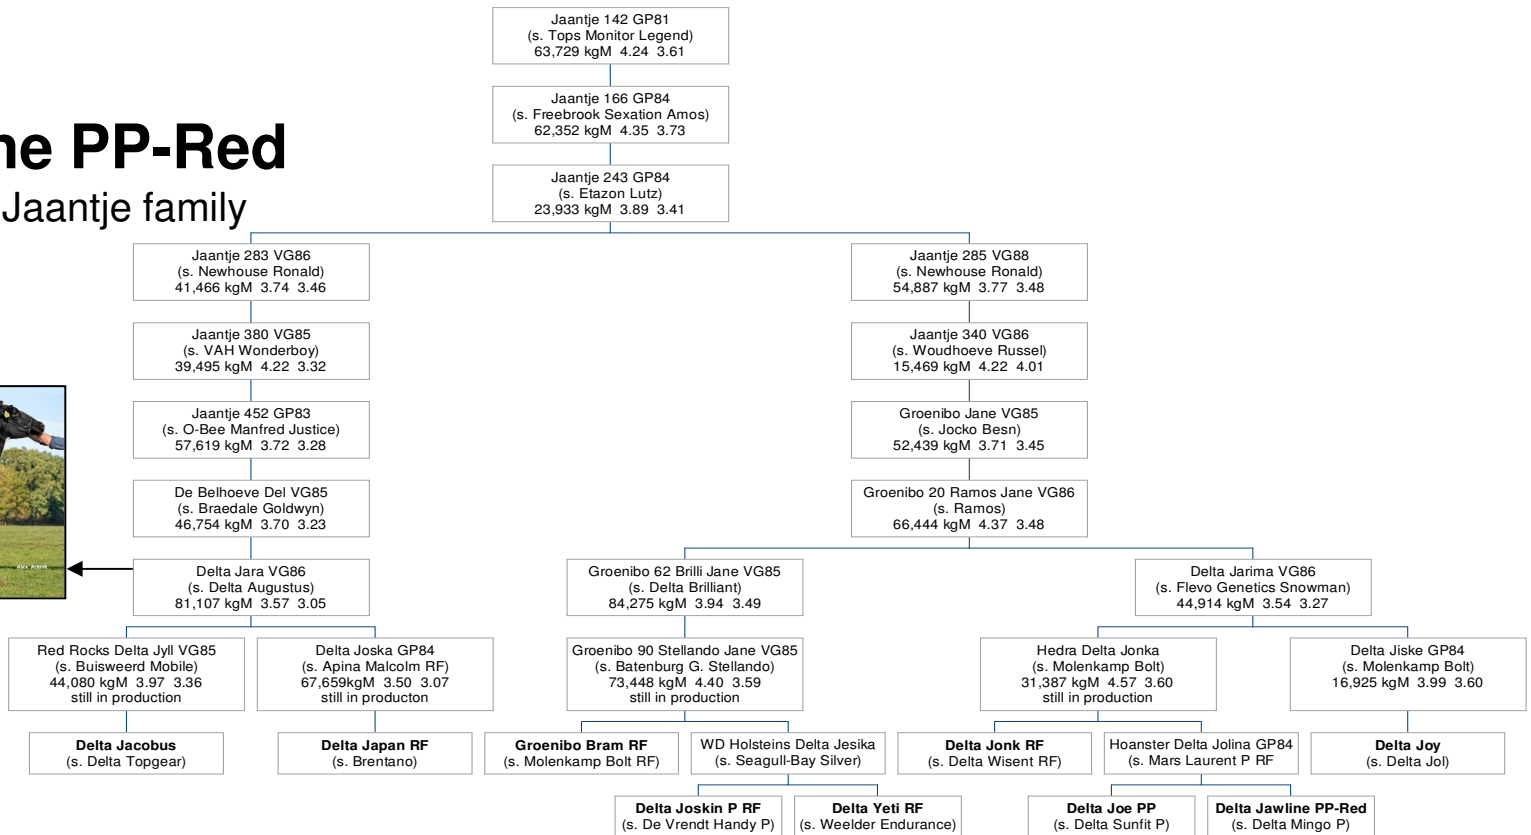 Jaantje 142 GP81
(s. Tops Monitor Legend)
63,729 kgM 4.24 3.61
Jaantje 166 GP84
(s. Freebrook Sexation Amos)
62,352 kgM 4.35 3.73
PP-Red
Jaantje family
Jaantje 243 GP84
(s. Etazon Lutz)
23,933 kgM 3.89 3.41
Jaantje 283 VG86
(s. Newhouse Ronald)
41,466 kgM 3.74 3.46
Jaantje 285 VG88
(s. Newhouse Ronald)
54,887 kgM 3.77 3.48
Jaantje 380 VG85
(s. VAH Wonderboy)
39,495 kgM 4.22 3.32
Jaantje 340 VG86
(s. Woudhoeve Russel)
15,469 kgM 4.22 4.01
Jaantje 452 GP83
(s. O-Bee Manfred Justice)
57,619 kgM 3.72 3.28
Groenibo Jane VG85
(s. Jocko Besn)
52,439 kgM 3.71 3.45
De Belhoeve Del VG85
(s. Braedale Goldwyn)
46,754 kgM 3.70 3.23
Groenibo 20 Ramos Jane VG86
(s. Ramos)
66,444 kgM 4.37 3.48
Delta Jara VG86
(s. Delta Augustus)
81,107 kgM 3.57 3.05
Groenibo 62 Brilli Jane VG85
(s. Delta Brilliant)
84,275 kgM 3.94 3.49
Delta Jarima VG86
(s. Flevo Genetics Snowman)
44,914 kgM 3.54 3.27
Red Rocks Delta Jyll VG85
(s. Buisweerd Mobile)
44,080 kgM 3.97 3.36
still in production
Delta Joska GP84
(s. Apina Malcolm RF)
67,659kgM 3.50 3.07
still in producton
Groenibo 90 Stellando Jane VG85
(s. Batenburg G. Stellando)
73,448 kgM 4.40 3.59
still in production
Hedra Delta Jonka
(s. Molenkamp Bolt)
31,387 kgM 4.57 3.60
still in production
Delta Jiske GP84
(s. Molenkamp Bolt)
16,925 kgM 3.99 3.60
Delta Jacobus
(s. Delta Topgear)
Delta Japan RF
(s. Brentano)
Groenibo Bram RF
(s. Molenkamp Bolt RF)
WD Holsteins Delta Jesika
(s. Seagull-Bay Silver)
Delta Jonk RF
(s. Delta Wisent RF)
Hoanster Delta Jolina GP84
(s. Mars Laurent P RF
Delta Joy
(s. Delta Jol)
Delta Joskin P RF
(s. De Vrendt Handy P)
Delta Yeti RF
(s. Weelder Endurance)
Delta Joe PP
(s. Delta Sunfit P)
Delta Jawline PP-Red
(s. Delta Mingo P)